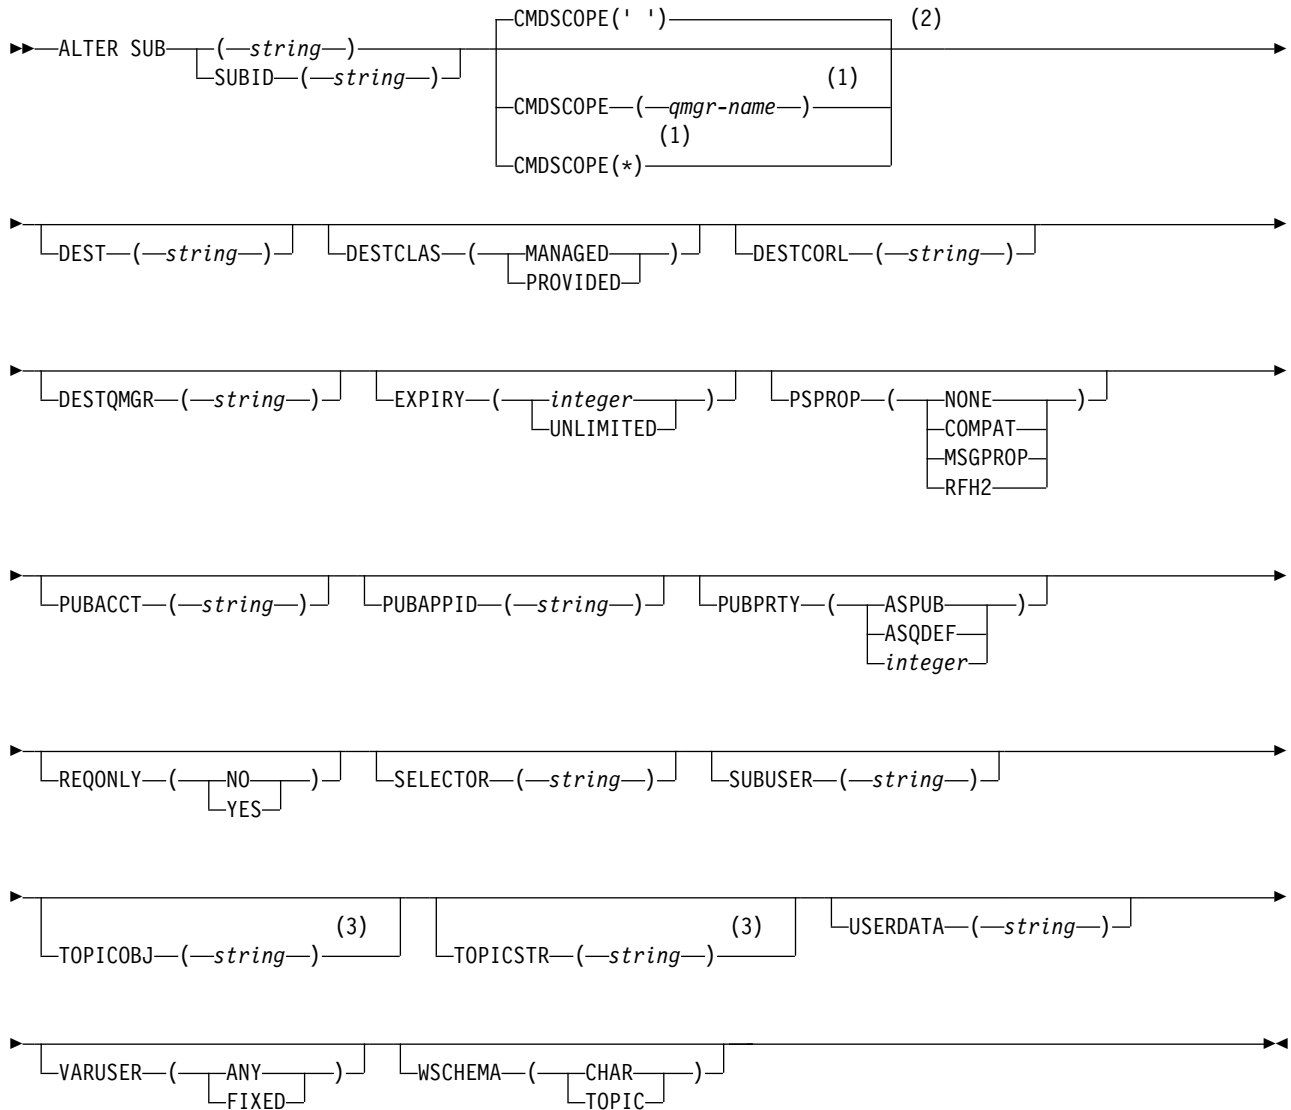 CMDSCOPE(' ') (2)
ALTER SUB (string)
SUBID (string)
(1)
CMDSCOPE (qmgr-name)
(1)
CMDSCOPE(*)
DEST (string) DESTCLAS ( MANAGED ) DESTCORL (string)
PROVIDED
DESTQMGR (string) EXPIRY ( integer ) PSPROP ( NONE )
UNLIMITED COMPAT
MSGPROP
RFH2
PUBACCT (string) PUBAPPID (string) PUBPRTY ( ASPUB )
ASQDEF
integer
REQONLY ( NO ) SELECTOR (string) SUBUSER (string)
YES
(3) (3)
TOPICOBJ (string) TOPICSTR (string) USERDATA (string)
VARUSER ( ANY ) WSCHEMA ( CHAR )
FIXED TOPIC